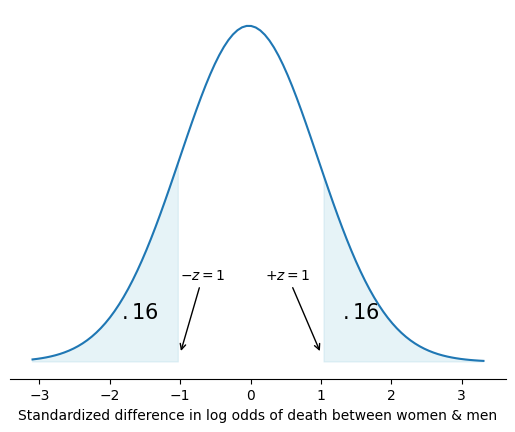 −z = 1 +z = 1
.16 .16
−3 −2 −1 0 1 2 3
Standardized difference in log odds of death between women & men